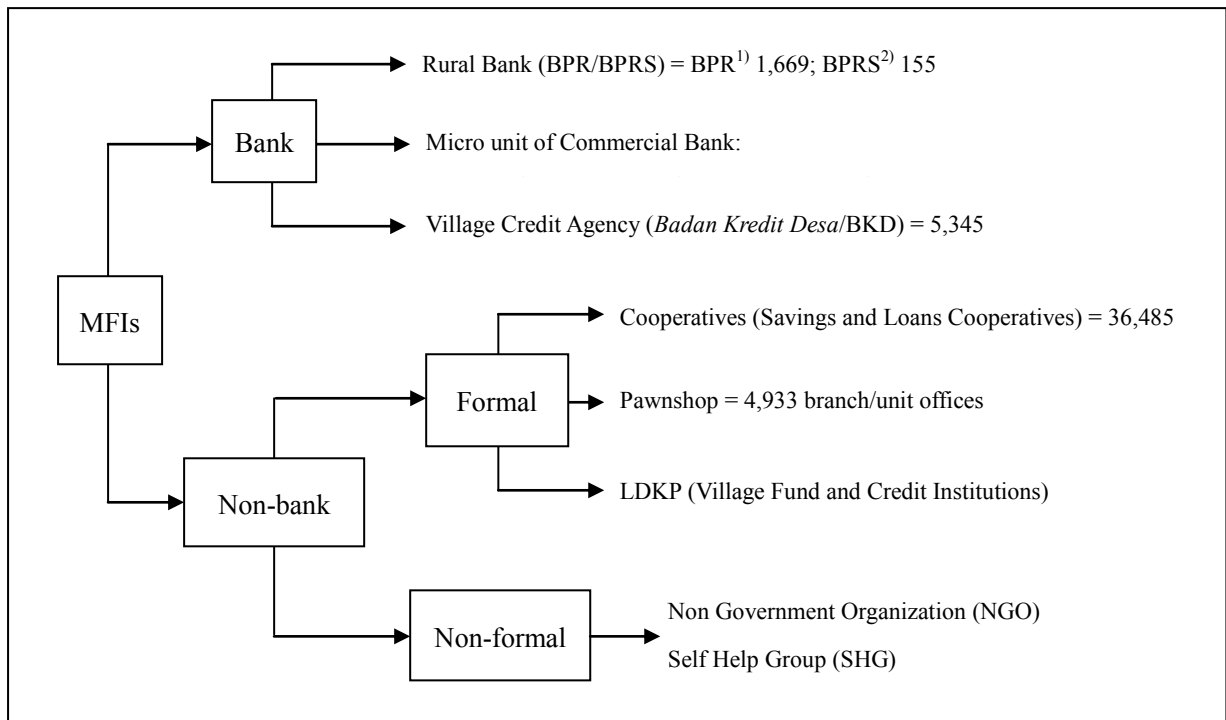 Rural Bank (BPR/BPRS) = BPR1) 1,669; BPRS2) 155
Bank
Micro unit of Commercial Bank:
Village Credit Agency (Badan Kredit Desa/BKD) = 5,345
MFIs
Cooperatives (Savings and Loans Cooperatives) = 36,485
Formal
Pawnshop = 4,933 branch/unit offices
Non-bank
LDKP (Village Fund and Credit Institutions)
Non-formal
Non Government Organization (NGO)
Self Help Group (SHG)